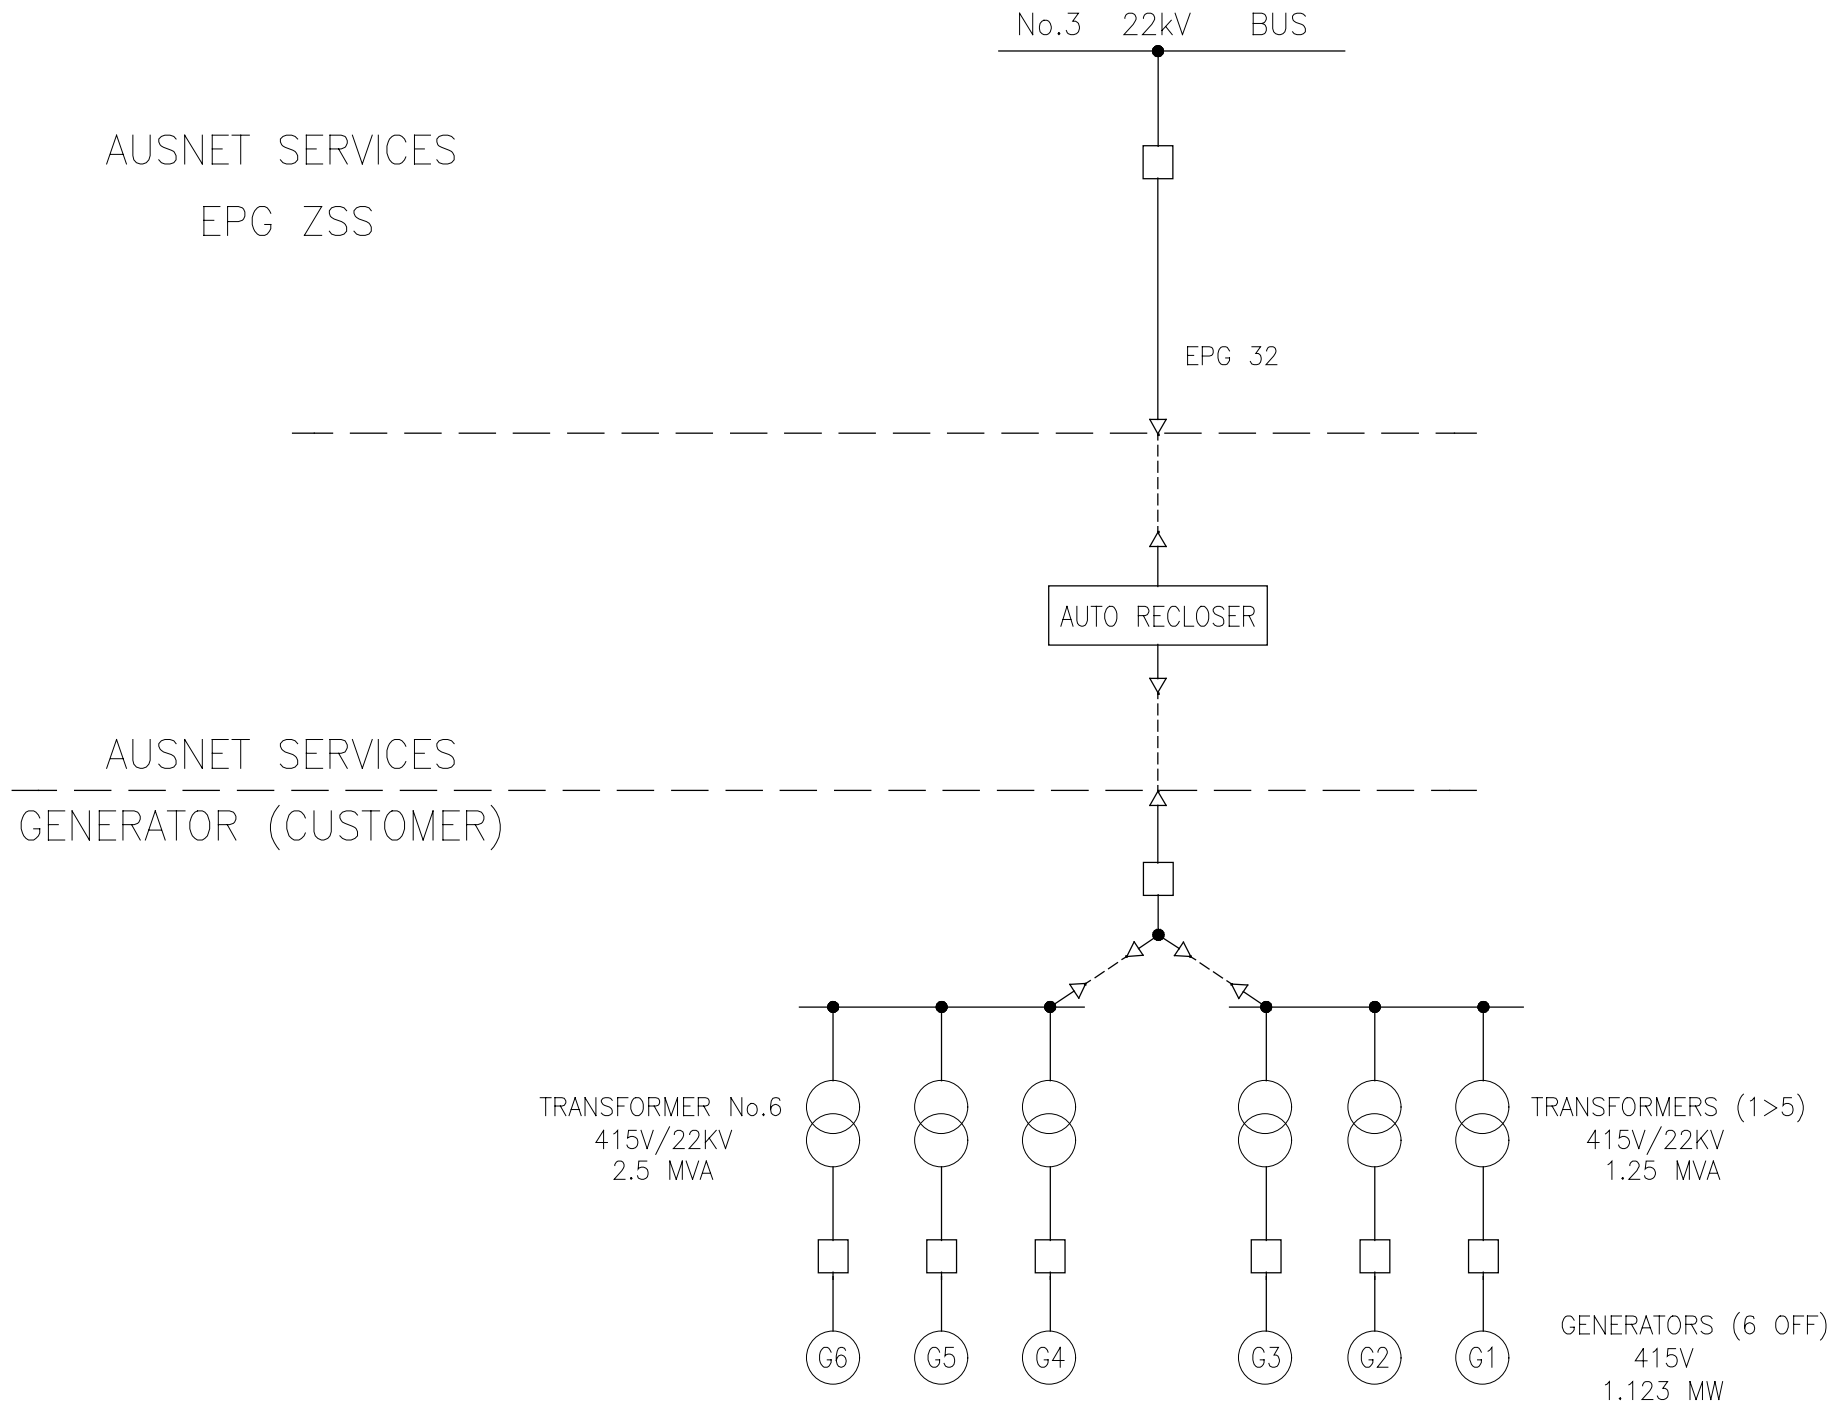 No.3 22kV BUS
AUSNET SERVICES
EPG ZSS
EPG 32
AUTO RECLOSER
AUSNET SERVICES
GENERATOR (CUSTOMER)
TRANSFORMER No.6
415V/22KV
2.5 MVA
TRANSFORMERS (1>5)
415V/22KV
1.25 MVA
G6 G5 G4 G3 G2 G1
GENERATORS (6 OFF)
415V
1.123 MW